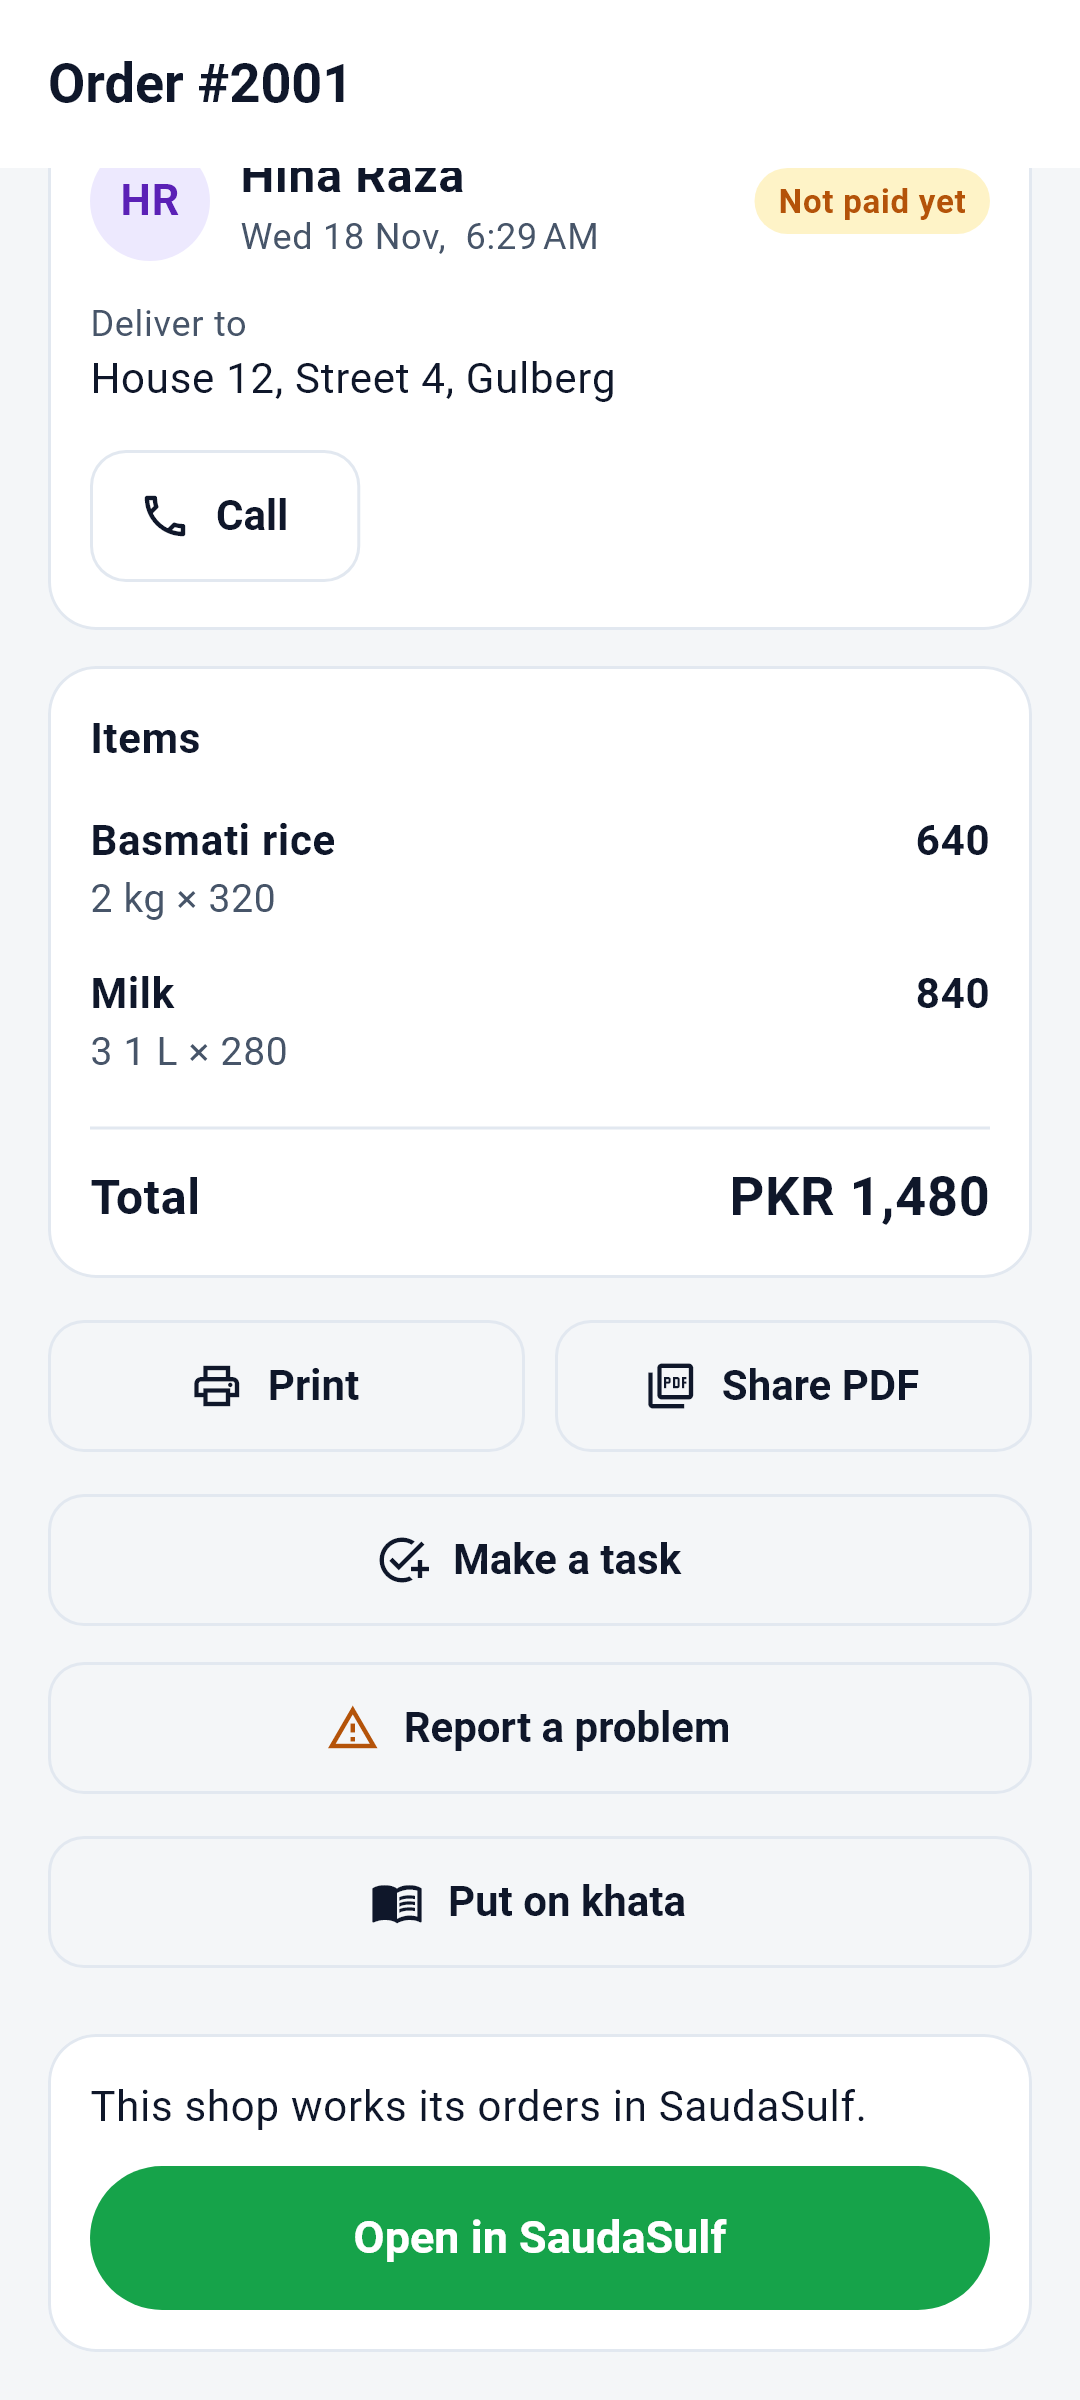 Order #2001
HR
Hina Raza
Not paid yet
Wed 18 Nov, 6:29 AM
Deliver to
House 12, Street 4, Gulberg
Call
Items
Basmati rice 640
2 kg × 320
Milk 840
3 1 L × 280
Total PKR 1,480
Print
PDF Share PDF
Make a task
Report a problem
Put on khata
This shop works its orders in SaudaSulf.
Open in SaudaSulf